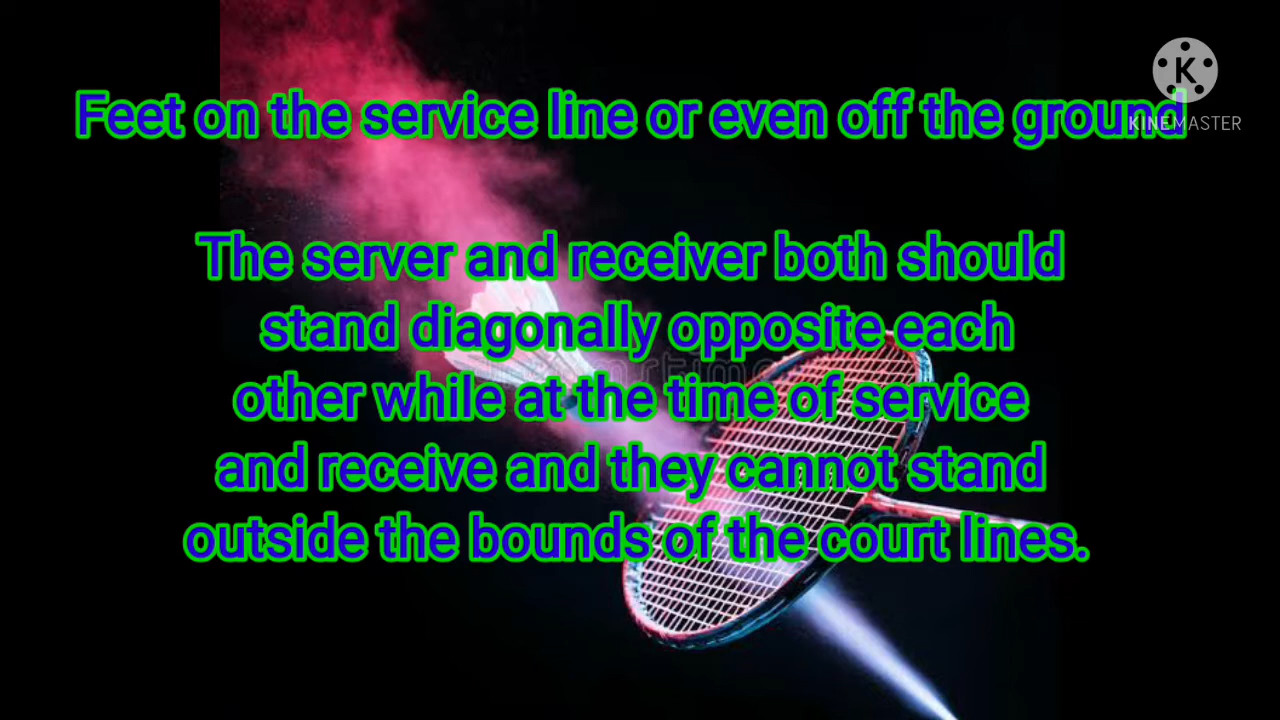 Feet on the service line or even off the ground
KINEMASTER
The server and receiver both should
stand diagonally opposite each
other while at the time of service
and receive and they cannot stand
outside the bounds of the court lines.